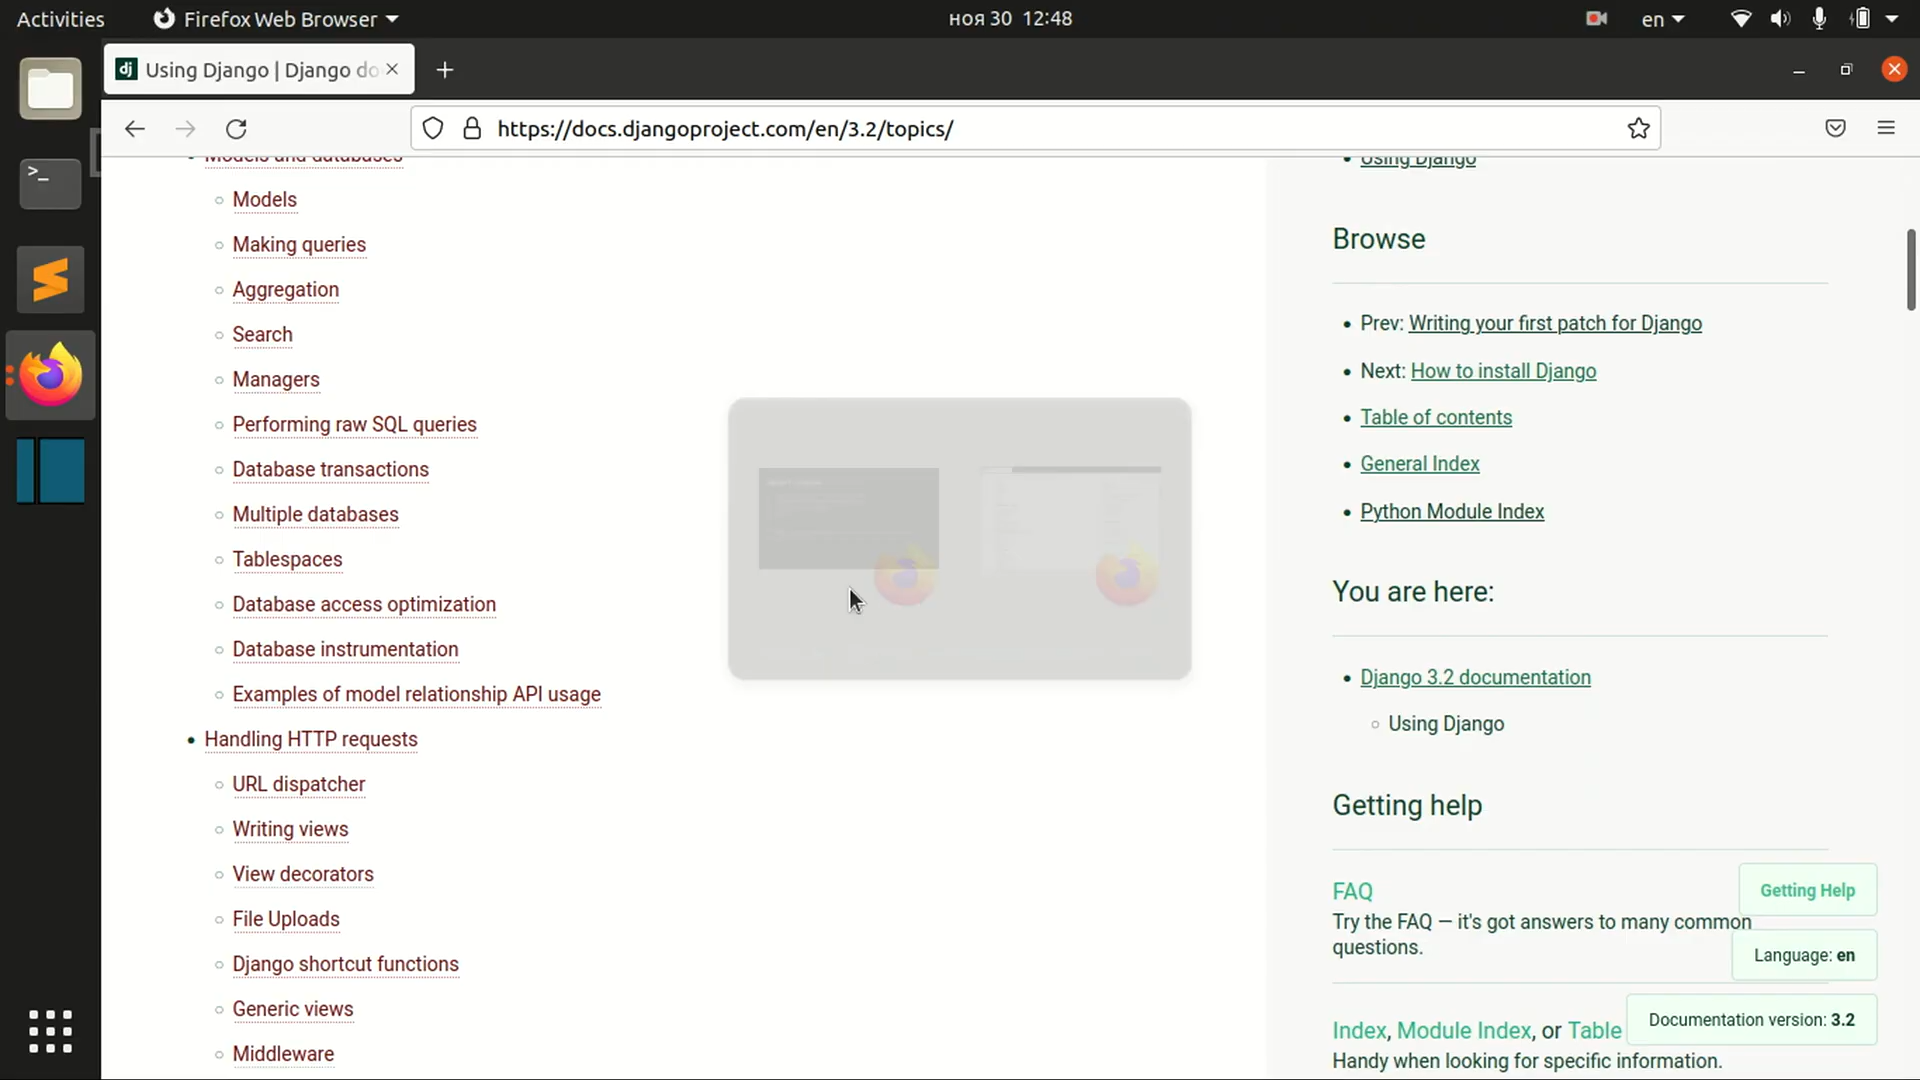 Activities
Firefox Web Browser
ноя 30 12:48
en
dj Using Django | Django do
https://docs.djangoproject.com/en/3.2/topics/
Models and databases
Models
Making queries
Aggregation
Search
Managers
Performing raw SQL queries
Database transactions
Multiple databases
Tablespaces
Database access optimization
Database instrumentation
Examples of model relationship API usage
Handling HTTP requests
URL dispatcher
Writing views
View decorators
File Uploads
Django shortcut functions
Generic views
Middleware
Using Django
Browse
Prev: Writing your first patch for Django
Next: How to install Django
Table of contents
General Index
Python Module Index
You are here:
Django 3.2 documentation
Using Django
Getting help
FAQ
Try the FAQ — it's got answers to many common
questions.
Index, Module Index, or Table
Handy when looking for specific information.
Getting Help
Language: en
Documentation version: 3.2